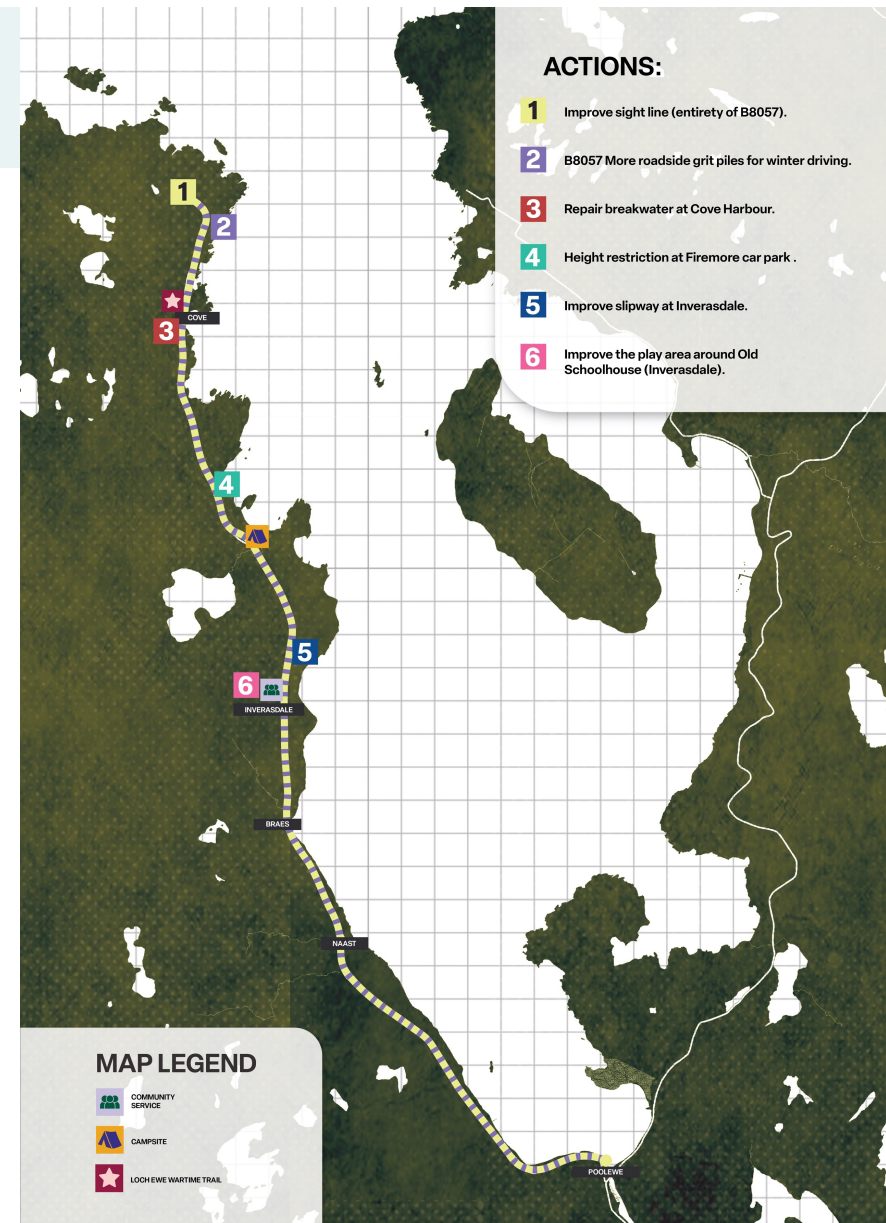 ACTIONS:
1 Improve sight line (entirety of B8057).
2 B8057 More roadside grit piles for winter driving.
3 Repair breakwater at Cove Harbour.
4 Height restriction at Firemore car park .
5 Improve slipway at Inverasdale.
6 Improve the play area around Old
Schoolhouse (Inverasdale).
1
2
COVE
3
4
5
6
INVERASDALE
BRAES
NAAST
POOLEWE
MAP LEGEND
COMMUNITY
SERVICE
CAMPSITE
LOCH EWE WARTIME TRAIL